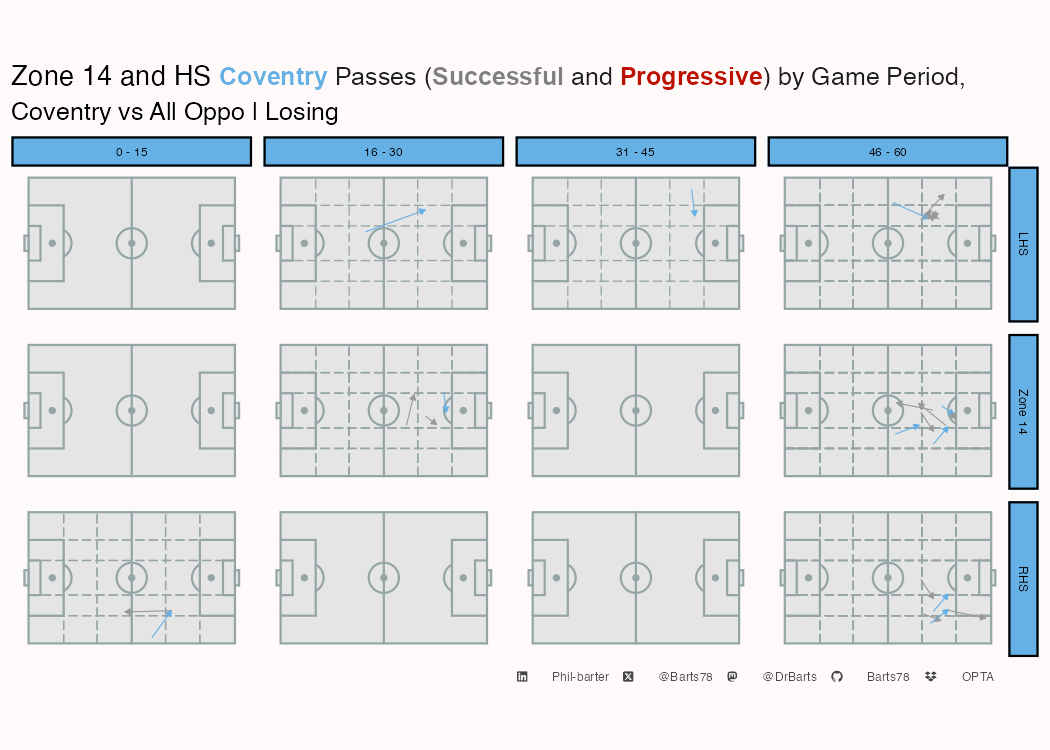 Zone 14 and HS Coventry Passes (Successful and Progressive) by Game Period,
Coventry vs All Oppo | Losing
0 - 15
16 - 30
31 - 45
46 - 60
LHS
Zone 14
RHS
Phil-barter @Barts78 @DrBarts Barts78 OPTA